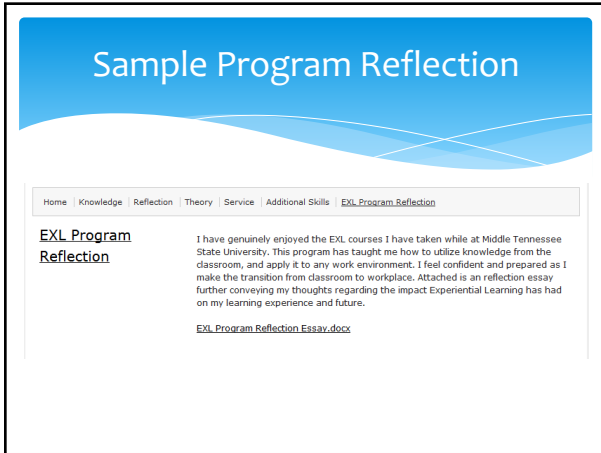 Sample Program Reflection
Home | Knowledge | Reflection | Theory | Service | Additional Skills | EXL Program Reflection
EXL Program
Reflection
I have genuinely enjoyed the EXL courses I have taken while at Middle Tennessee
State University. This program has taught me how to utilize knowledge from the
classroom, and apply it to any work environment. I feel confident and prepared as I
make the transition from classroom to workplace. Attached is an reflection essay
further conveying my thoughts regarding the impact Experiential Learning has had
on my learning experience and future.
EXL Program Reflection Essay.docx